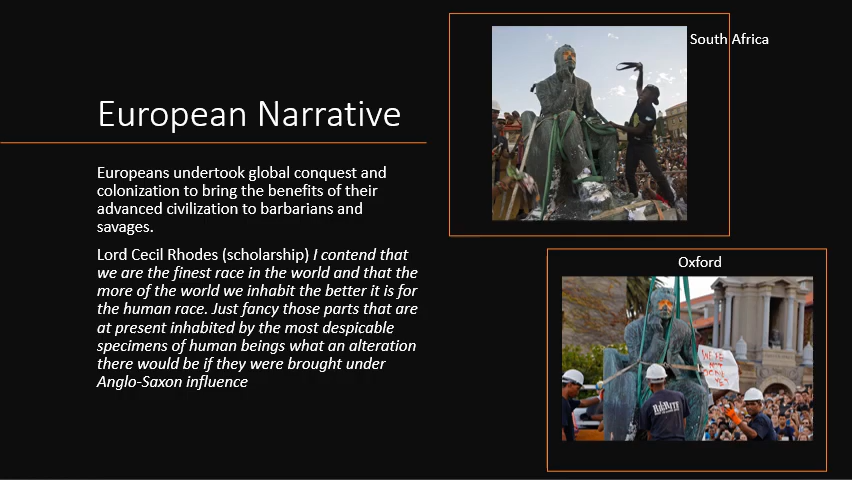 European Narrative
Europeans undertook global conquest and
colonization to bring the benefits of their
advanced civilization to barbarians and
savages.
Lord Cecil Rhodes (scholarship) I contend that
we are the finest race in the world and that the
more of the world we inhabit the better it is for
the human race. Just fancy those parts that are
at present inhabited by the most despicable
specimens of human beings what an alteration
there would be if they were brought under
Anglo-Saxon influence
South Africa
Oxford
WE'RE
NOT
YET